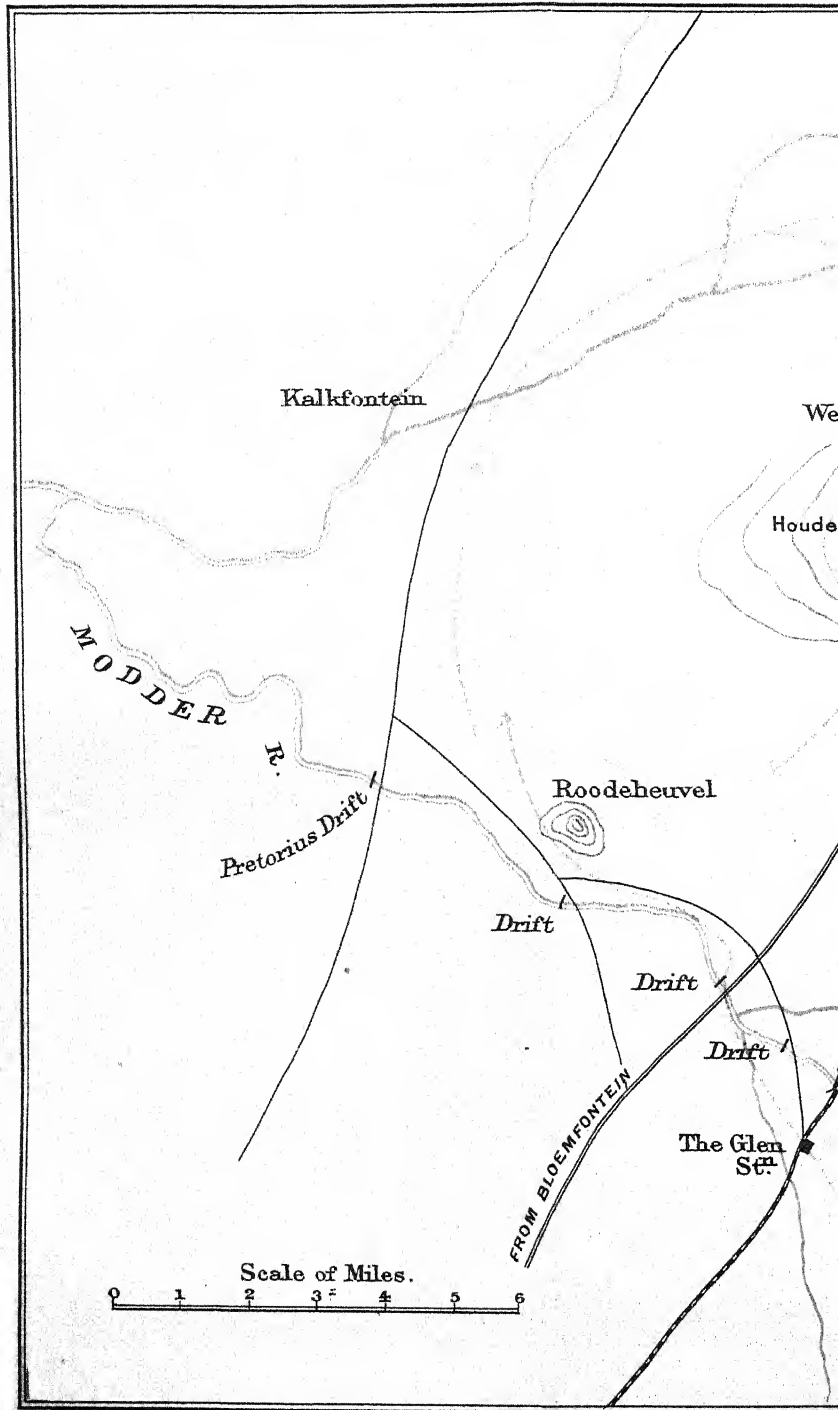 Kalkfontein
We
Houde
MODDER R.
Roodeheuvel
Pretorius Drift
Drift
Drift
Drift
FROM BLOEMFONTEIN
The Glen
Stn.
Scale of Miles.
0 1 2 3 4 5 6